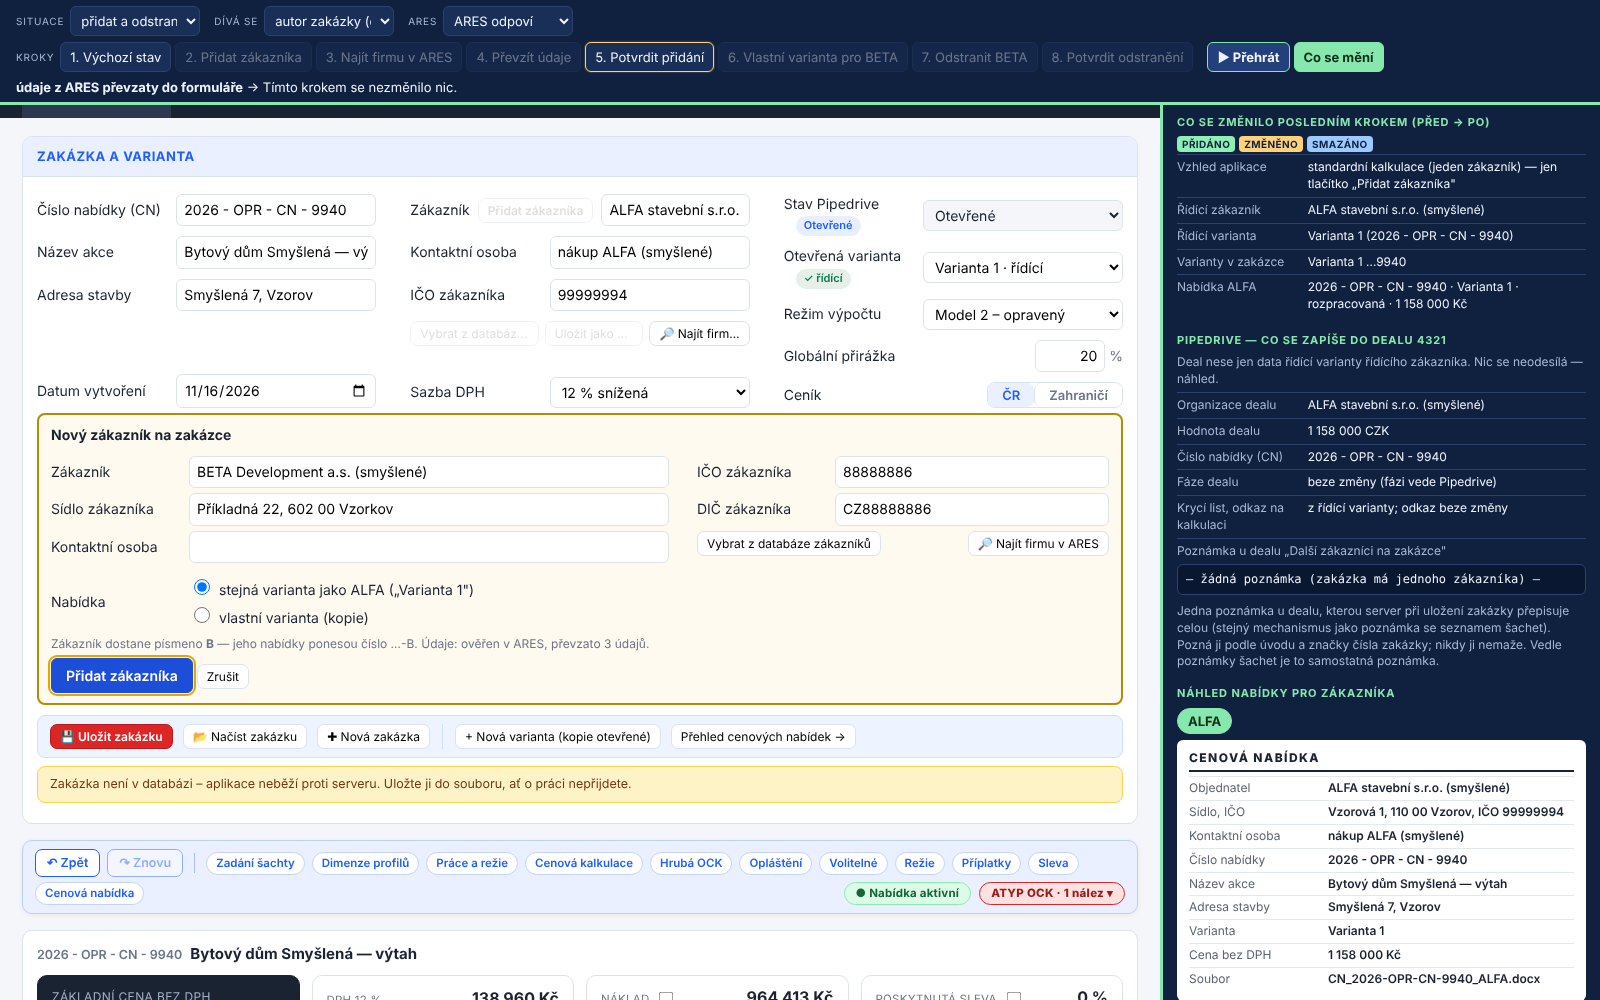 SITUACE přidat a odstran DÍVÁ SE autor zakázky ( ARES ARES odpoví
KROKY 1. Výchozí stav 2. Přidat zákazníka 3. Najít firmu v ARES 4. Převzít údaje 5. Potvrdit přidání 6. Vlastní varianta pro BETA 7. Odstranit BETA 8. Potvrdit odstranění ▶ Přehrát Co se mění
údaje z ARES převzaty do formuláře → Tímto krokem se nezměnilo nic.
ZAKÁZKA A VARIANTA
Číslo nabídky (CN) 2026 - OPR - CN - 9940
Název akce Bytový dům Smyšlená — vý
Adresa stavby Smyšlená 7, Vzorov
Datum vytvoření 11/16/2026
Zákazník Přidat zákazníka ALFA stavební s.r.o.
Kontaktní osoba nákup ALFA (smyšlené)
IČO zákazníka 99999994
Vybrat z databáz... Uložit jako ... 🔎 Najít firm...
Sazba DPH 12 % snížená
Stav Pipedrive Otevřené
Otevřené
Otevřená varianta Varianta 1 · řídící
✓ řídící
Režim výpočtu Model 2 – opravený
Globální přirážka 20 %
Ceník ČR Zahraničí
Nový zákazník na zakázce
Zákazník BETA Development a.s. (smyšlené)
IČO zákazníka 88888886
Sídlo zákazníka Příkladná 22, 602 00 Vzorkov
DIČ zákazníka CZ88888886
Kontaktní osoba
Vybrat z databáze zákazníků 🔎 Najít firmu v ARES
Nabídka
stejná varianta jako ALFA („Varianta 1")
vlastní varianta (kopie)
Zákazník dostane písmeno B — jeho nabídky ponesou číslo ...-B. Údaje: ověřen v ARES, převzato 3 údajů.
Přidat zákazníka Zrušit
💾 Uložit zakázku 📂 Načíst zakázku ✚ Nová zakázka + Nová varianta (kopie otevřené) Přehled cenových nabídek →
Zakázka není v databázi – aplikace neběží proti serveru. Uložte ji do souboru, ať o práci nepřijdete.
↶ Zpět ↷ Znovu Zadání šachty Dimenze profilů Práce a režie Cenová kalkulace Hrubá OCK Opláštění Volitelné Režie Příplatky Sleva
Cenová nabídka ● Nabídka aktivní ATYP OCK · 1 nález ▾
2026 - OPR - CN - 9940 Bytový dům Smyšlená — výtah
ZÁKLADNÍ CENA BEZ DPH DPH 12 % 138 960 Kč NÁKLAD 964 413 Kč POSKYTNUTÁ SLEVA 0 %
CO SE ZMĚNILO POSLEDNÍM KROKEM (PŘED → PO)
PŘIDÁNO ZMĚNĚNO SMAZÁNO
Vzhled aplikace standardní kalkulace (jeden zákazník) — jen
tlačítko „Přidat zákazníka"
Řídící zákazník ALFA stavební s.r.o. (smyšlené)
Řídící varianta Varianta 1 (2026 - OPR - CN - 9940)
Varianty v zakázce Varianta 1 ...9940
Nabídka ALFA 2026 - OPR - CN - 9940 · Varianta 1 ·
rozpracovaná · 1 158 000 Kč
PIPEDRIVE — CO SE ZAPÍŠE DO DEALU 4321
Deal nese jen data řídící varianty řídícího zákazníka. Nic se neodesílá —
náhled.
Organizace dealu ALFA stavební s.r.o. (smyšlené)
Hodnota dealu 1 158 000 CZK
Číslo nabídky (CN) 2026 - OPR - CN - 9940
Fáze dealu beze změny (fázi vede Pipedrive)
Krycí list, odkaz na z řídící varianty; odkaz beze změny
kalkulaci
Poznámka u dealu „Další zákazníci na zakázce"
— žádná poznámka (zakázka má jednoho zákazníka) —
Jedna poznámka u dealu, kterou server při uložení zakázky přepisuje
celou (stejný mechanismus jako poznámka se seznamem šachet).
Pozná ji podle úvodu a značky čísla zakázky; nikdy ji nemaže. Vedle
poznámky šachet je to samostatná poznámka.
NÁHLED NABÍDKY PRO ZÁKAZNÍKA
ALFA
CENOVÁ NABÍDKA
Objednatel ALFA stavební s.r.o. (smyšlené)
Sídlo, IČO Vzorová 1, 110 00 Vzorov, IČO 99999994
Kontaktní osoba nákup ALFA (smyšlené)
Číslo nabídky 2026 - OPR - CN - 9940
Název akce Bytový dům Smyšlená — výtah
Adresa stavby Smyšlená 7, Vzorov
Varianta Varianta 1
Cena bez DPH 1 158 000 Kč
Soubor CN_2026-OPR-CN-9940_ALFA.docx